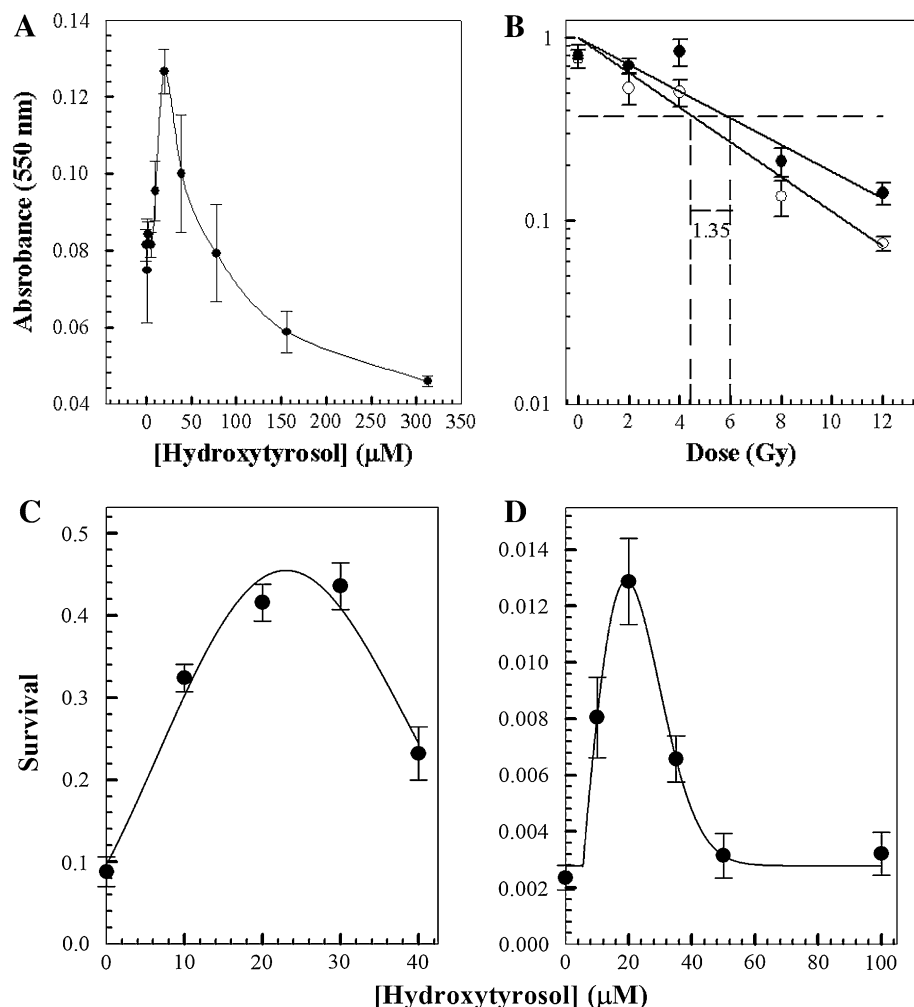 A
0.14
0.12
0.10
0.08
0.06
0.04
Absrobance (550 nm)
0 50 100 150 200 250 300 350
[Hydroxytyrosol] (μM)
B
1
0.1
0.01
1.35
0 2 4 6 8 10 12
Dose (Gy)
C
0.5
0.4
0.3
0.2
0.1
0.0
Survival
0 10 20 30 40
D
0.014
0.012
0.010
0.008
0.006
0.004
0.002
0.000
0 20 40 60 80 100
[Hydroxytyrosol] (μM)